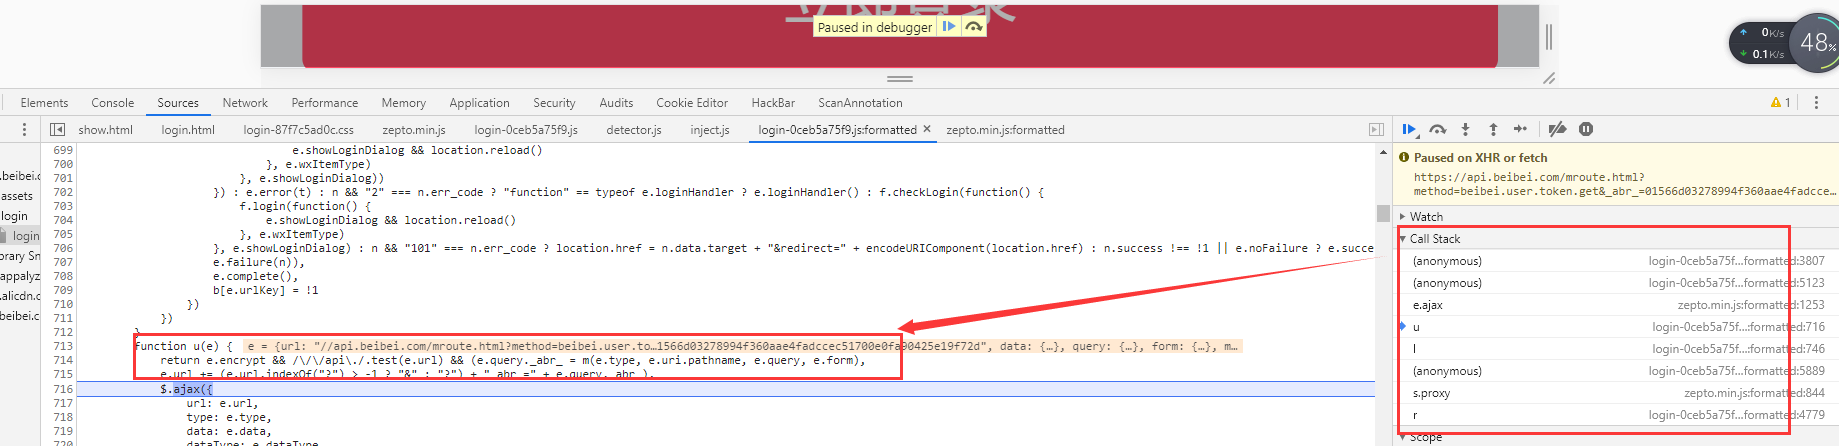 立即登录
Paused in debugger
0K/s
0.1K/s
48%
Elements Console Sources Network Performance Memory Application Security Audits Cookie Editor HackBar ScanAnnotation
1
show.html login.html login-87f7c5ad0c.css zepto.min.js login-0ceb5a75f9.js detector.js inject.js login-0ceb5a75f9.js:formatted × zepto.min.js:formatted
.beibei.c
assets
login
login
brary Sn
appalyz
.alicdn.c
beibei.c
699 e.showLoginDialog && location.reload()
700 }, e.wxItemType)
701 }, e.showLoginDialog))
702 }) : e.error(t) : n && "2" === n.err_code ? "function" == typeof e.loginHandler ? e.loginHandler() : f.checkLogin(function() {
703 f.login(function() {
704 e.showLoginDialog && location.reload()
705 }, e.wxItemType)
706 }, e.showLoginDialog) : n && "101" === n.err_code ? location.href = n.data.target + "&redirect=" + encodeURIComponent(location.href) : n.success !== !1 || e.noFailure ? e.succe
707 e.failure(n)),
708 e.complete(),
709 b[e.urlKey] = !1
710 })
711 })
712 }
713 function u(e) { e = {url: "//api.beibei.com/mroute.html?method=beibei.user.to…1566d03278994f360aae4fadccec51700e0fa90425e19f72d", data: {…}, query: {…}, form: {…}, m…
714 return e.encrypt && /\/\/api\./.test(e.url) && (e.query._abr_ = m(e.type, e.uri.pathname, e.query, e.form),
715 e.url += (e.url.indexOf("?") > -1 ? "&" : "?") + "_abr_=" + e.query._abr_),
716 $.ajax({
717 url: e.url,
718 type: e.type,
719 data: e.data,
720 dataType: e.dataType
Paused on XHR or fetch
https://api.beibei.com/mroute.html?
method=beibei.user.token.get&_abr_=01566d03278994f360aae4fadcce…
Watch
Call Stack
(anonymous) login-0ceb5a75f…formatted:3807
(anonymous) login-0ceb5a75f…formatted:5123
e.ajax zepto.min.js:formatted:1253
u login-0ceb5a75f…formatted:716
l login-0ceb5a75f…formatted:746
(anonymous) login-0ceb5a75f…formatted:5889
s.proxy zepto.min.js:formatted:844
r login-0ceb5a75f…formatted:4779
Scope